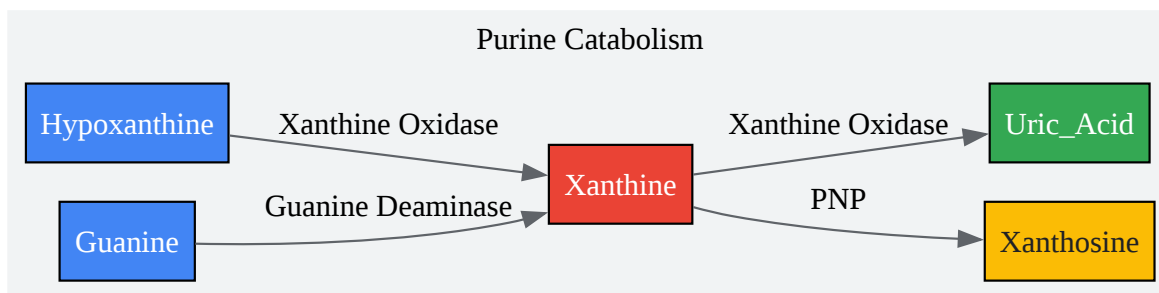 Purine Catabolism
Hypoxanthine
Xanthine Oxidase
Xanthine Oxidase
Uric_Acid
Xanthine
Guanine Deaminase
PNP
Guanine
Xanthosine